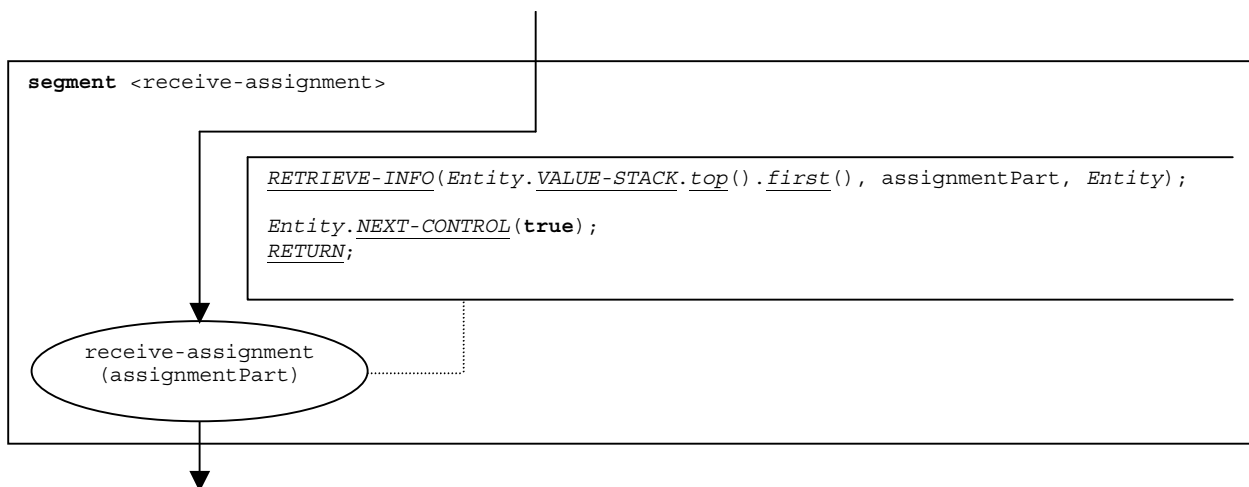 segment <receive-assignment>
RETRIEVE-INFO(Entity.VALUE-STACK.top().first(), assignmentPart, Entity);
Entity.NEXT-CONTROL(true);
RETURN;
receive-assignment
(assignmentPart)